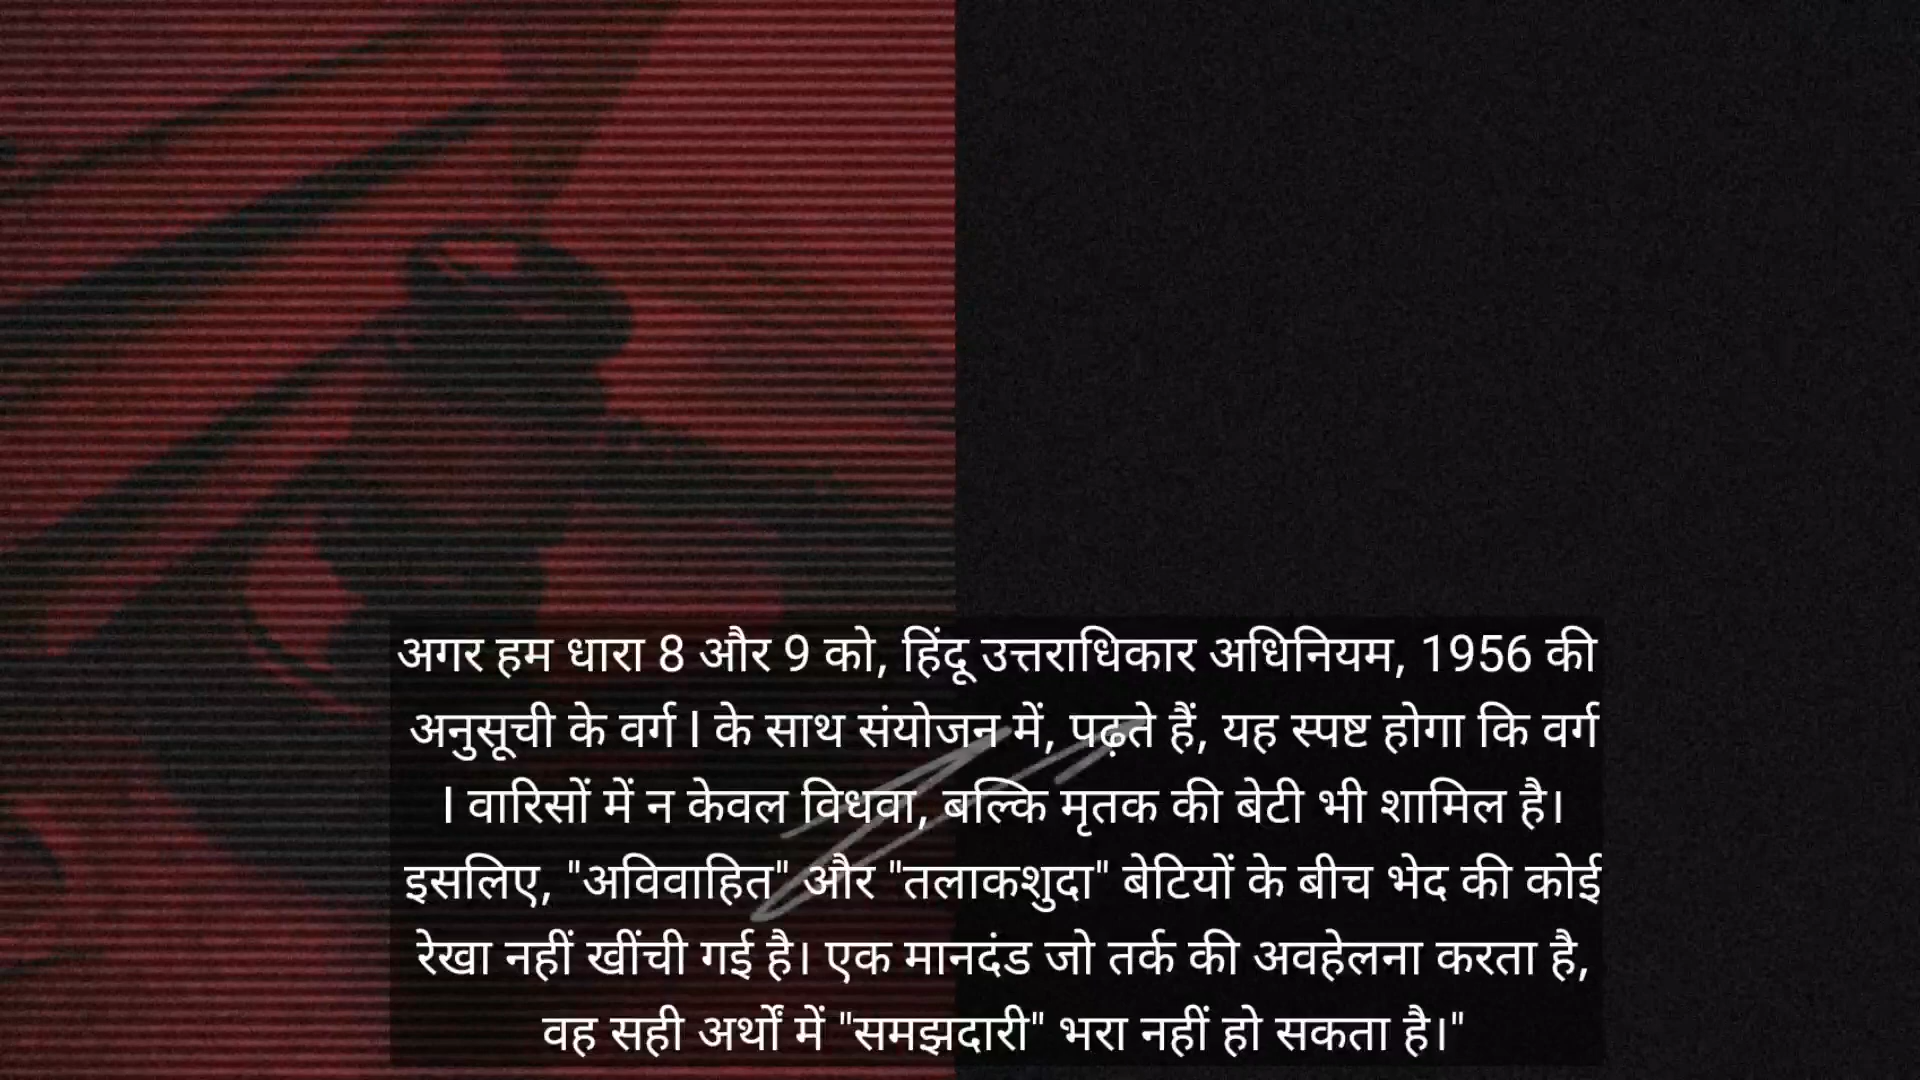 अगर हम धारा 8 और 9 को, हिंदू उत्तराधिकार अधिनियम, 1956 की
अनुसूची के वर्ग I के साथ संयोजन में, पढ़ते हैं, यह स्पष्ट होगा कि वर्ग
I वारिसों में न केवल विधवा, बल्कि मृतक की बेटी भी शामिल है।
इसलिए, "अविवाहित" और "तलाकशुदा" बेटियों के बीच भेद की कोई
रेखा नहीं खींची गई है। एक मानदंड जो तर्क की अवहेलना करता है,
वह सही अर्थों में "समझदारी" भरा नहीं हो सकता है।"